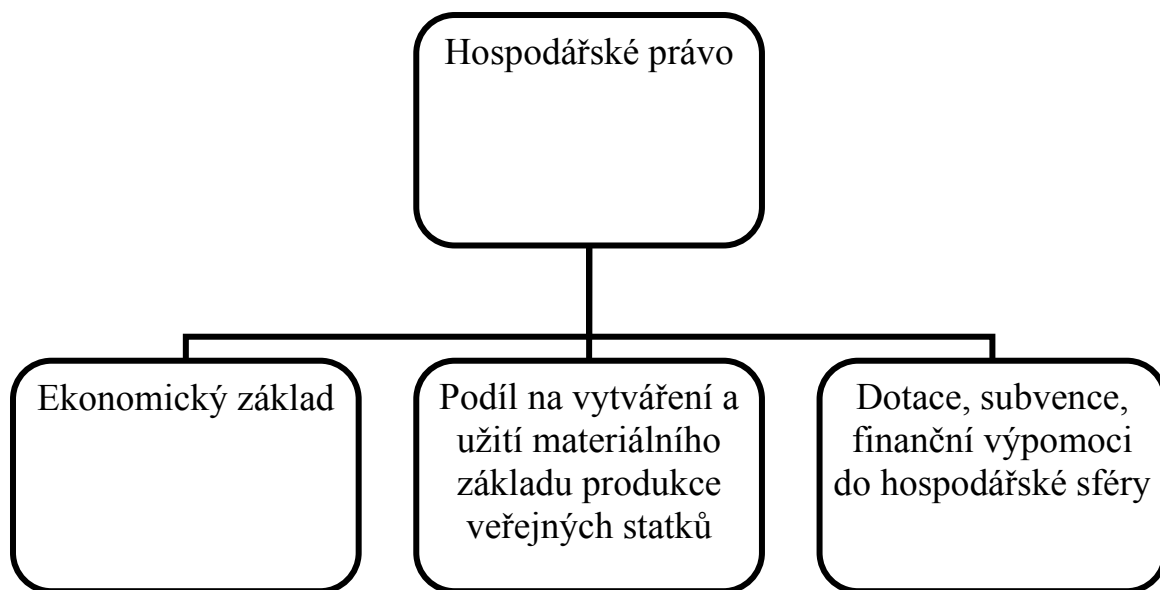 Hospodářské právo
Ekonomický základ
Podíl na vytváření a
užití materiálního
základu produkce
veřejných statků
Dotace, subvence,
finanční výpomoci
do hospodářské sféry